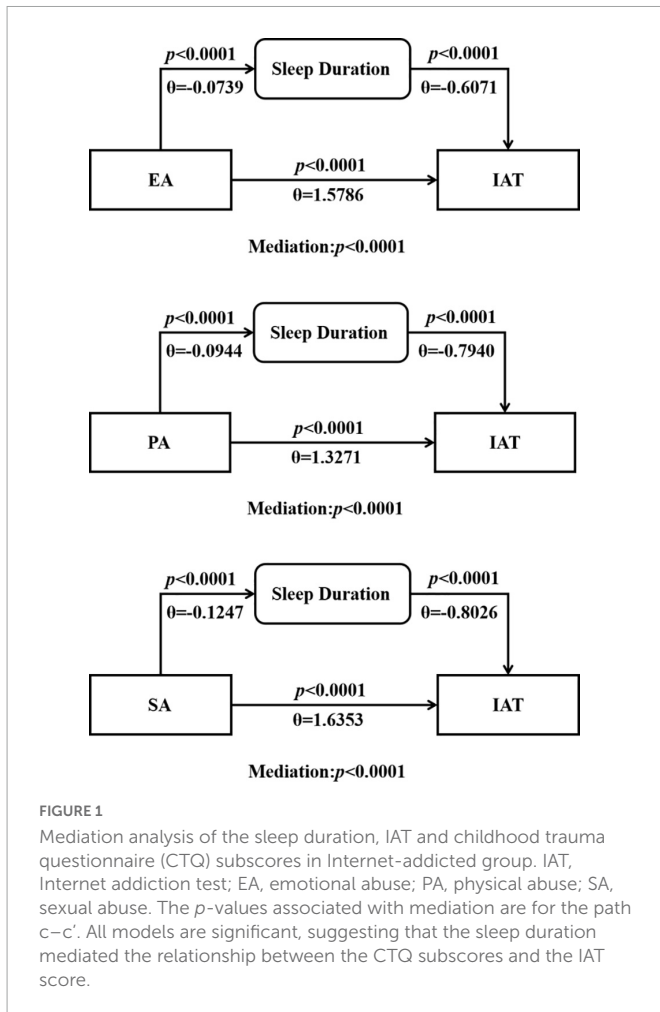 p<0.0001
p<0.0001
Sleep Duration
θ=-0.0739
θ=-0.6071
p<0.0001
EA
IAT
θ=1.5786
Mediation:p<0.0001
p<0.0001
p<0.0001
Sleep Duration
θ=-0.0944
θ=-0.7940
p<0.0001
PA
IAT
θ=1.3271
Mediation:p<0.0001
p<0.0001
p<0.0001
Sleep Duration
θ=-0.1247
θ=-0.8026
p<0.0001
SA
IAT
θ=1.6353
Mediation:p<0.0001
FIGURE 1
Mediation analysis of the sleep duration, IAT and childhood trauma
questionnaire (CTQ) subscores in Internet-addicted group. IAT,
Internet addiction test; EA, emotional abuse; PA, physical abuse; SA,
sexual abuse. The p-values associated with mediation are for the path
c–c’. All models are significant, suggesting that the sleep duration
mediated the relationship between the CTQ subscores and the IAT
score.